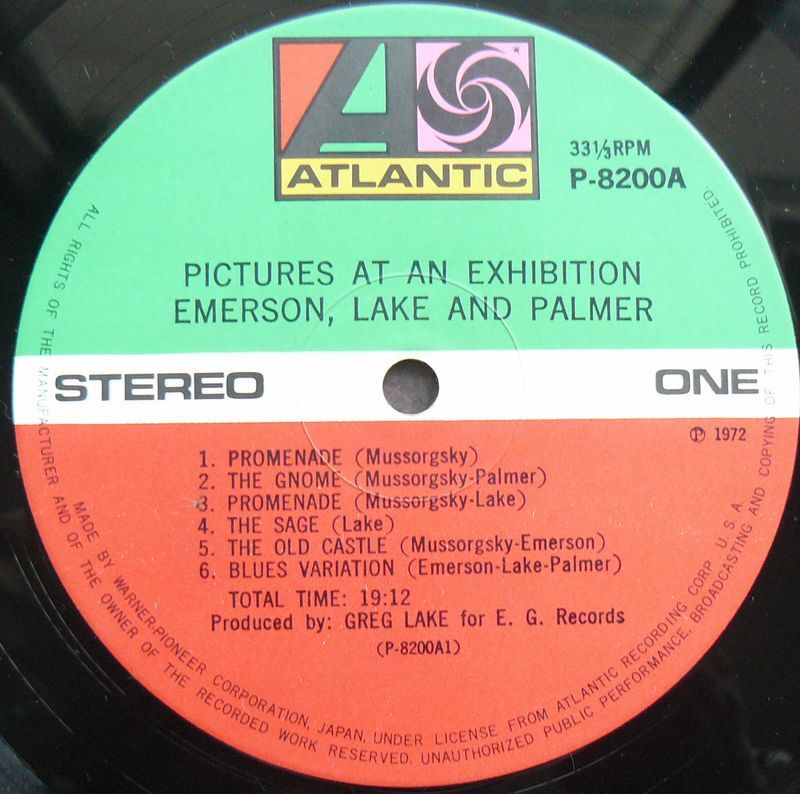 ATLANTIC
33⅓RPM
P-8200A
PICTURES AT AN EXHIBITION
EMERSON, LAKE AND PALMER
STEREO
ONE
℗ 1972
1. PROMENADE (Mussorgsky)
2. THE GNOME (Mussorgsky-Palmer)
3. PROMENADE (Mussorgsky-Lake)
4. THE SAGE (Lake)
5. THE OLD CASTLE (Mussorgsky-Emerson)
6. BLUES VARIATION (Emerson-Lake-Palmer)
TOTAL TIME: 19:12
Produced by: GREG LAKE for E. G. Records
(P-8200A1)
MADE BY WARNER-PIONEER CORPORATION, JAPAN, UNDER LICENSE FROM ATLANTIC RECORDING CORP. U.S.A.
ALL RIGHTS OF THE MANUFACTURER AND OF THE OWNER OF THE RECORDED WORK RESERVED. UNAUTHORIZED PUBLIC PERFORMANCE, BROADCASTING AND COPYING OF THIS RECORD PROHIBITED.